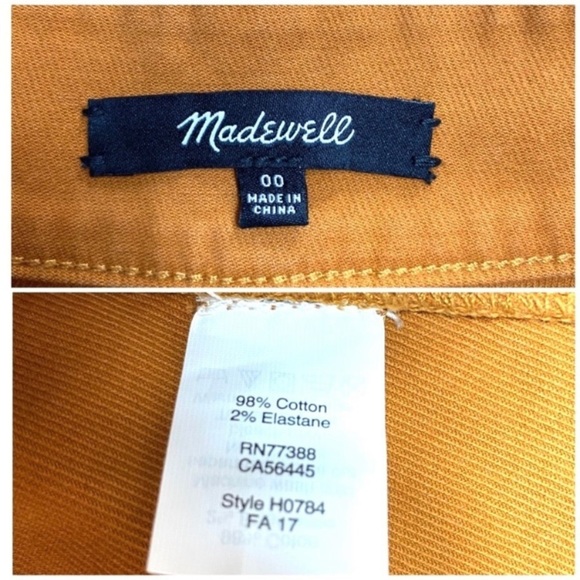 Madewell
00
MADE IN
CHINA
98% Cotton
2% Elastane
RN77388
CA56445
Style H0784
FA 17